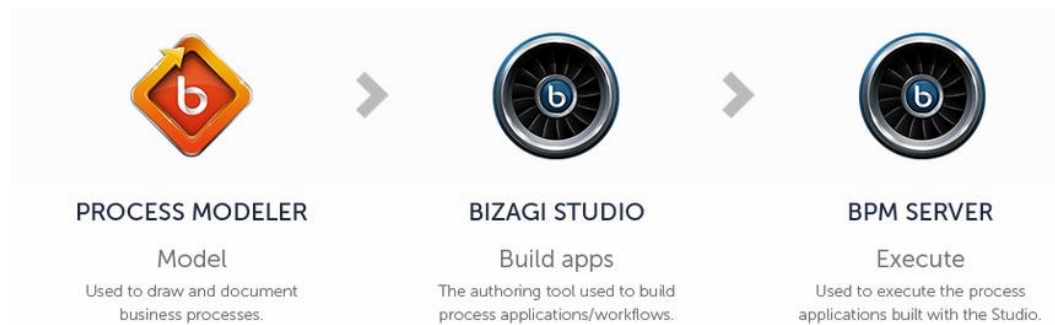 b
b
b
PROCESS MODELER
BIZAGI STUDIO
BPM SERVER
Model
Build apps
Execute
Used to draw and document
business processes.
The authoring tool used to build
process applications/workflows.
Used to execute the process
applications built with the Studio.